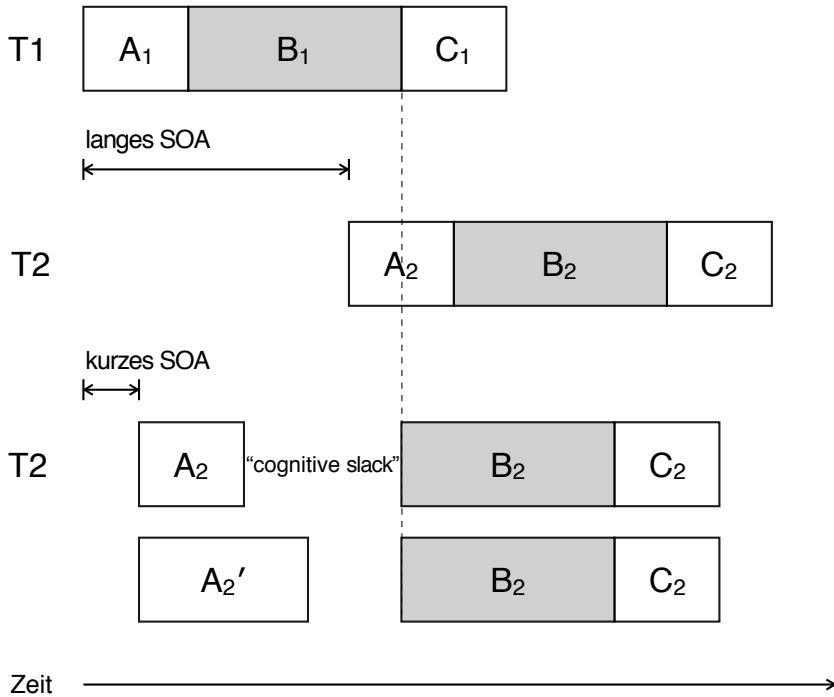 T1 A₁ B₁ C₁
langes SOA
T2 A₂ B₂ C₂
kurzes SOA
T2 A₂ “cognitive slack” B₂ C₂
A₂′ B₂ C₂
Zeit